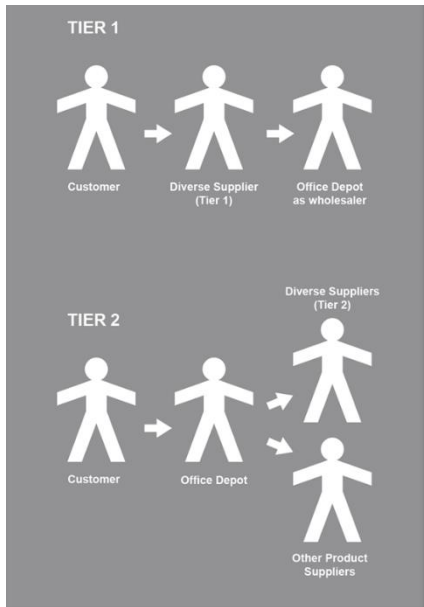 TIER 1
Customer
Diverse Supplier
(Tier 1)
Office Depot
as wholesaler
TIER 2
Diverse Suppliers
(Tier 2)
Customer
Office Depot
Other Product
Suppliers